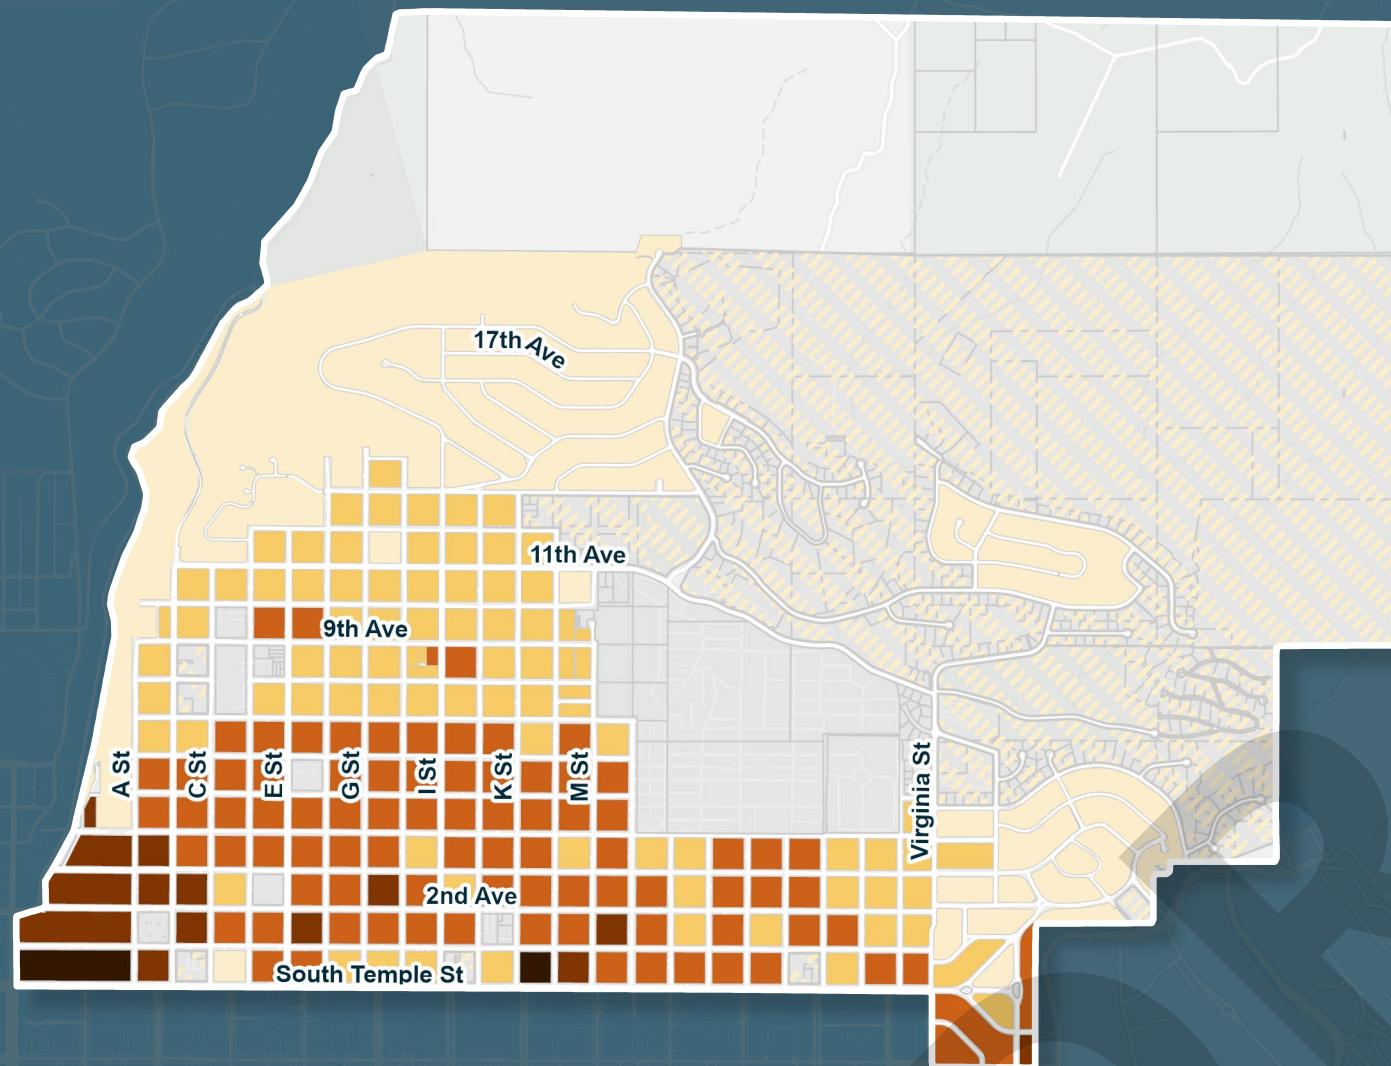 17th Ave
11th Ave
9th Ave
A St
C St
E St
G St
I St
K St
M St
Virginia St
2nd Ave
South Temple St